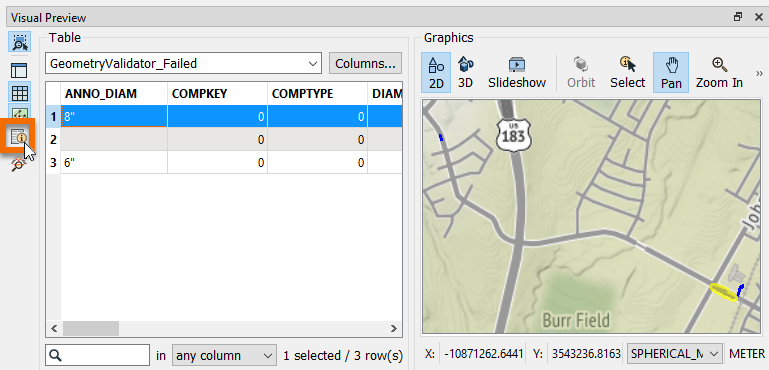 Visual Preview
Table
GeometryValidator_Failed
Columns...
ANNO_DIAM COMPKEY COMPTYPE DIAM
1 8" 0 0
2 0 0
3 6" 0 0
in any column 1 selected / 3 row(s)
Graphics
2D 3D Slideshow Orbit Select Pan Zoom In »
US
183
Joh
Burr Field
X: -10871262.6441 Y: 3543236.8163 SPHERICAL_M METER